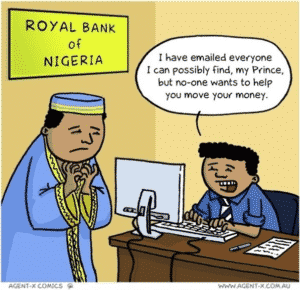 ROYAL BANK
of
NIGERIA
I have emailed everyone
I can possibly find, my Prince,
but no-one wants to help
you move your money.
AGENT-X COMICS
WWW.AGENT-X.COM.AU